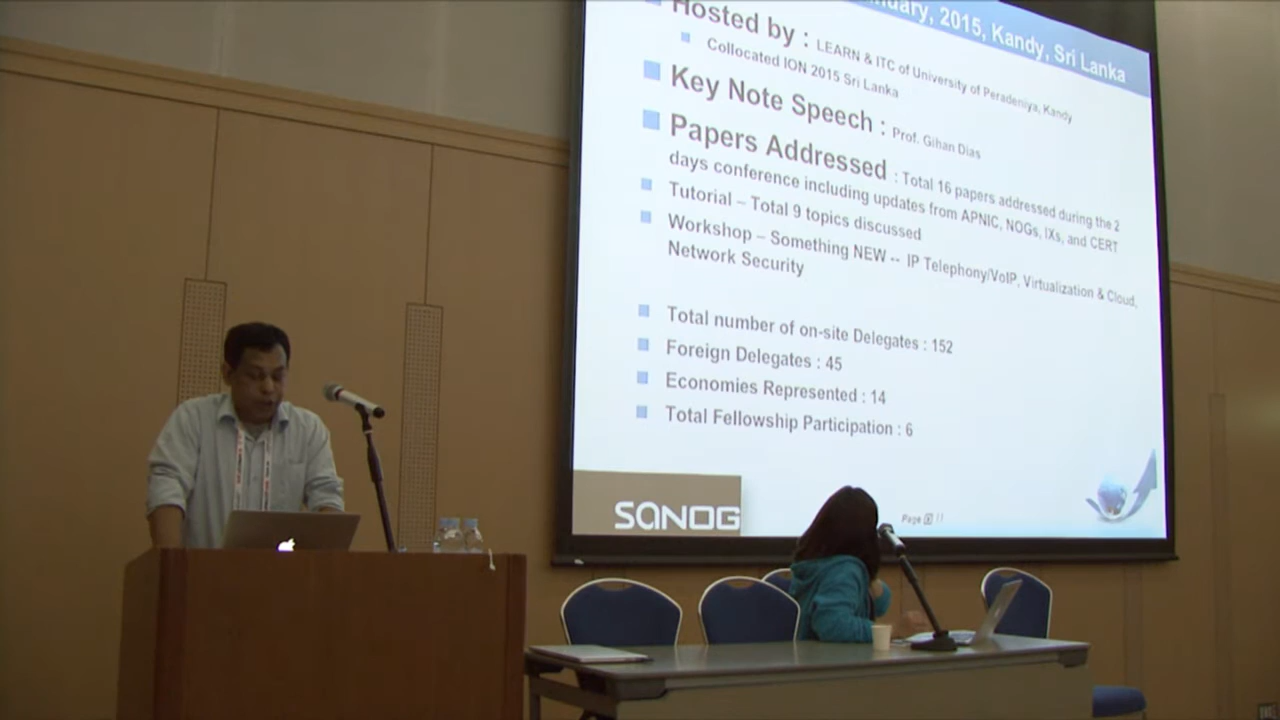 2015, Kandy, Sri Lanka
Hosted by : LEARN & ITC of University of Peradeniya, Kandy
Collocated ION 2015 Sri Lanka
Key Note Speech : Prof. Gihan Dias
Papers Addressed : Total 16 papers addressed during the 2
days conference including updates from APNIC, NOGs, IXs, and CERT
Tutorial – Total 9 topics discussed
Workshop – Something NEW -- IP Telephony/VoIP, Virtualization & Cloud,
Network Security
Total number of on-site Delegates : 152
Foreign Delegates : 45
Economies Represented : 14
Total Fellowship Participation : 6
SANOG
Page